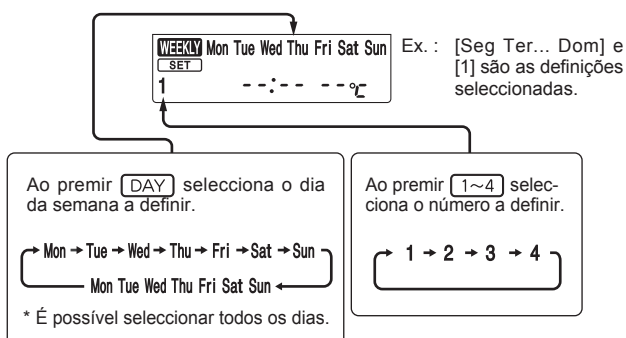 WEEKLY Mon Tue Wed Thu Fri Sat Sun
SET
1 --:-- --°C
Ex. : [Seg Ter... Dom] e
[1] são as definições
seleccionadas.
Ao premir DAY selecciona o dia
da semana a definir.
Mon → Tue → Wed → Thu → Fri → Sat → Sun
Mon Tue Wed Thu Fri Sat Sun
* É possível seleccionar todos os dias.
Ao premir 1~4 selec-
ciona o número a definir.
1 → 2 → 3 → 4